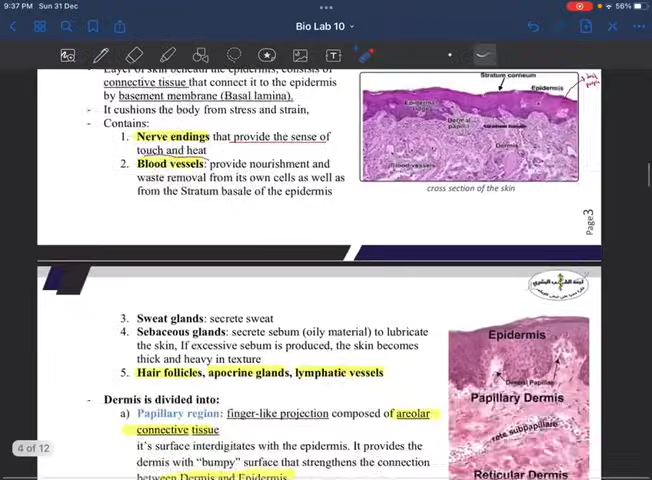 9:37 PM Sun 31 Dec
56%
Bio Lab 10
Layer of skin beneath the epidermis, consists of
connective tissue that connect it to the epidermis
by basement membrane (Basal lamina).
- It cushions the body from stress and strain,
- Contains:
1. Nerve endings that provide the sense of
touch and heat
2. Blood vessels: provide nourishment and
waste removal from its own cells as well as
from the Stratum basale of the epidermis
Stratum corneum
Epidermis
Epidermal
ridges
Dermal
papilla
Dermis
Blood vessels
cross section of the skin
Page3
3. Sweat glands: secrete sweat
4. Sebaceous glands: secrete sebum (oily material) to lubricate
the skin, If excessive sebum is produced, the skin becomes
thick and heavy in texture
5. Hair follicles, apocrine glands, lymphatic vessels
- Dermis is divided into:
a) Papillary region: finger-like projection composed of areolar
connective tissue
it's surface interdigitates with the epidermis. It provides the
dermis with "bumpy" surface that strengthens the connection
between Dermis and Epidermis
Epidermis
Dermal Papillae
Papillary Dermis
rete subpapillare
Reticular Dermis
4 of 12